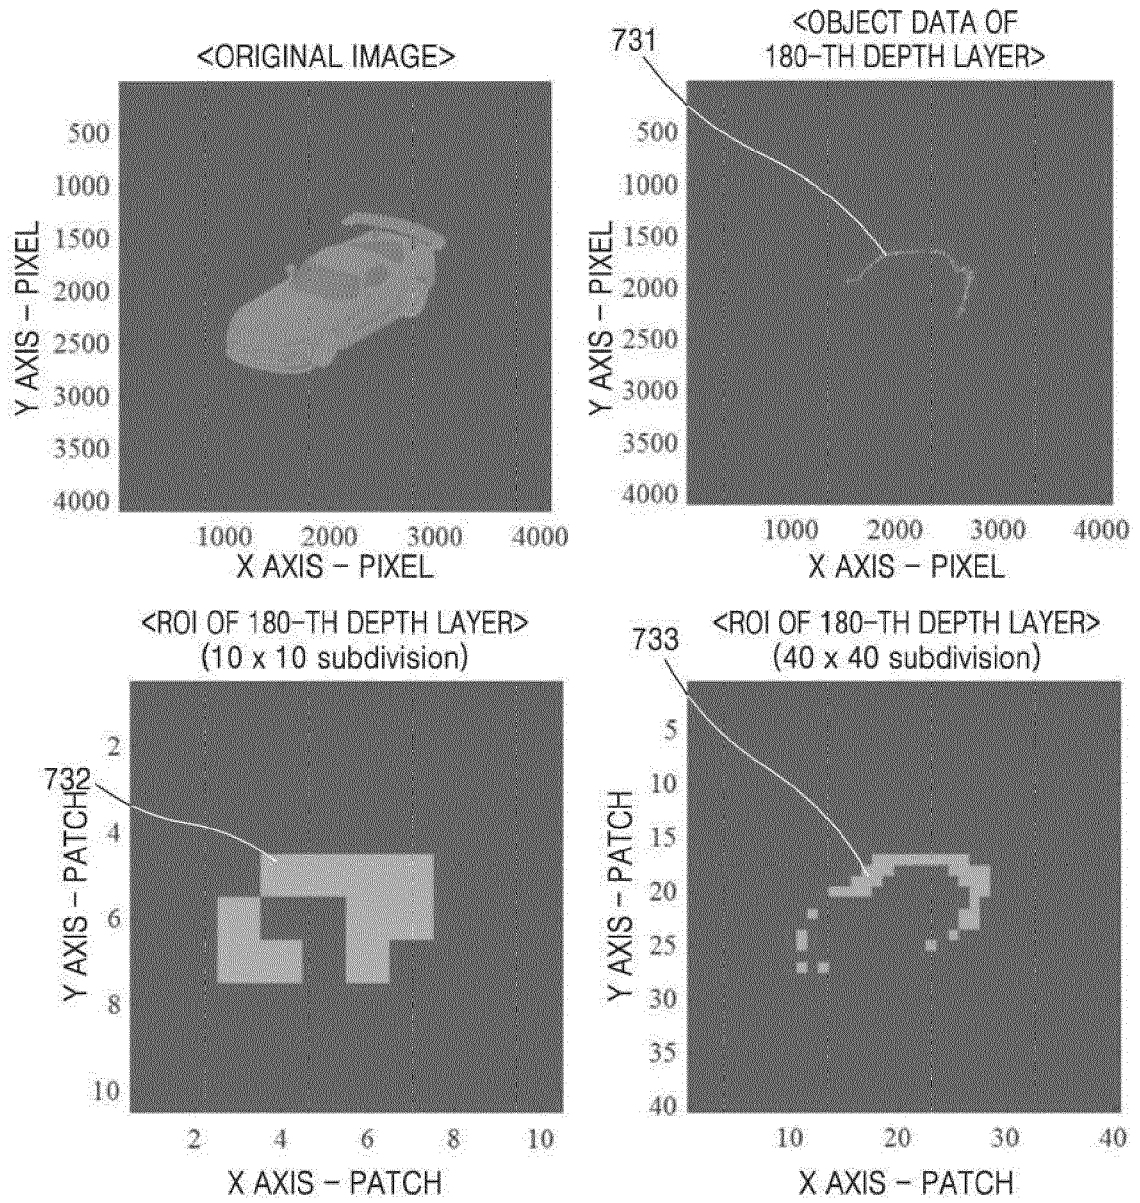 <ORIGINAL IMAGE>
500
1000
1500
2000
2500
3000
3500
4000
Y AXIS – PIXEL
1000 2000 3000 4000
X AXIS – PIXEL
731
<OBJECT DATA OF
180-TH DEPTH LAYER>
500
1000
1500
2000
2500
3000
3500
4000
Y AXIS – PIXEL
1000 2000 3000 4000
X AXIS – PIXEL
<ROI OF 180-TH DEPTH LAYER>
(10 x 10 subdivision)
732
2
4
6
8
10
Y AXIS – PATCH
2 4 6 8 10
X AXIS – PATCH
733
<ROI OF 180-TH DEPTH LAYER>
(40 x 40 subdivision)
5
10
15
20
25
30
35
40
Y AXIS – PATCH
10 20 30 40
X AXIS – PATCH